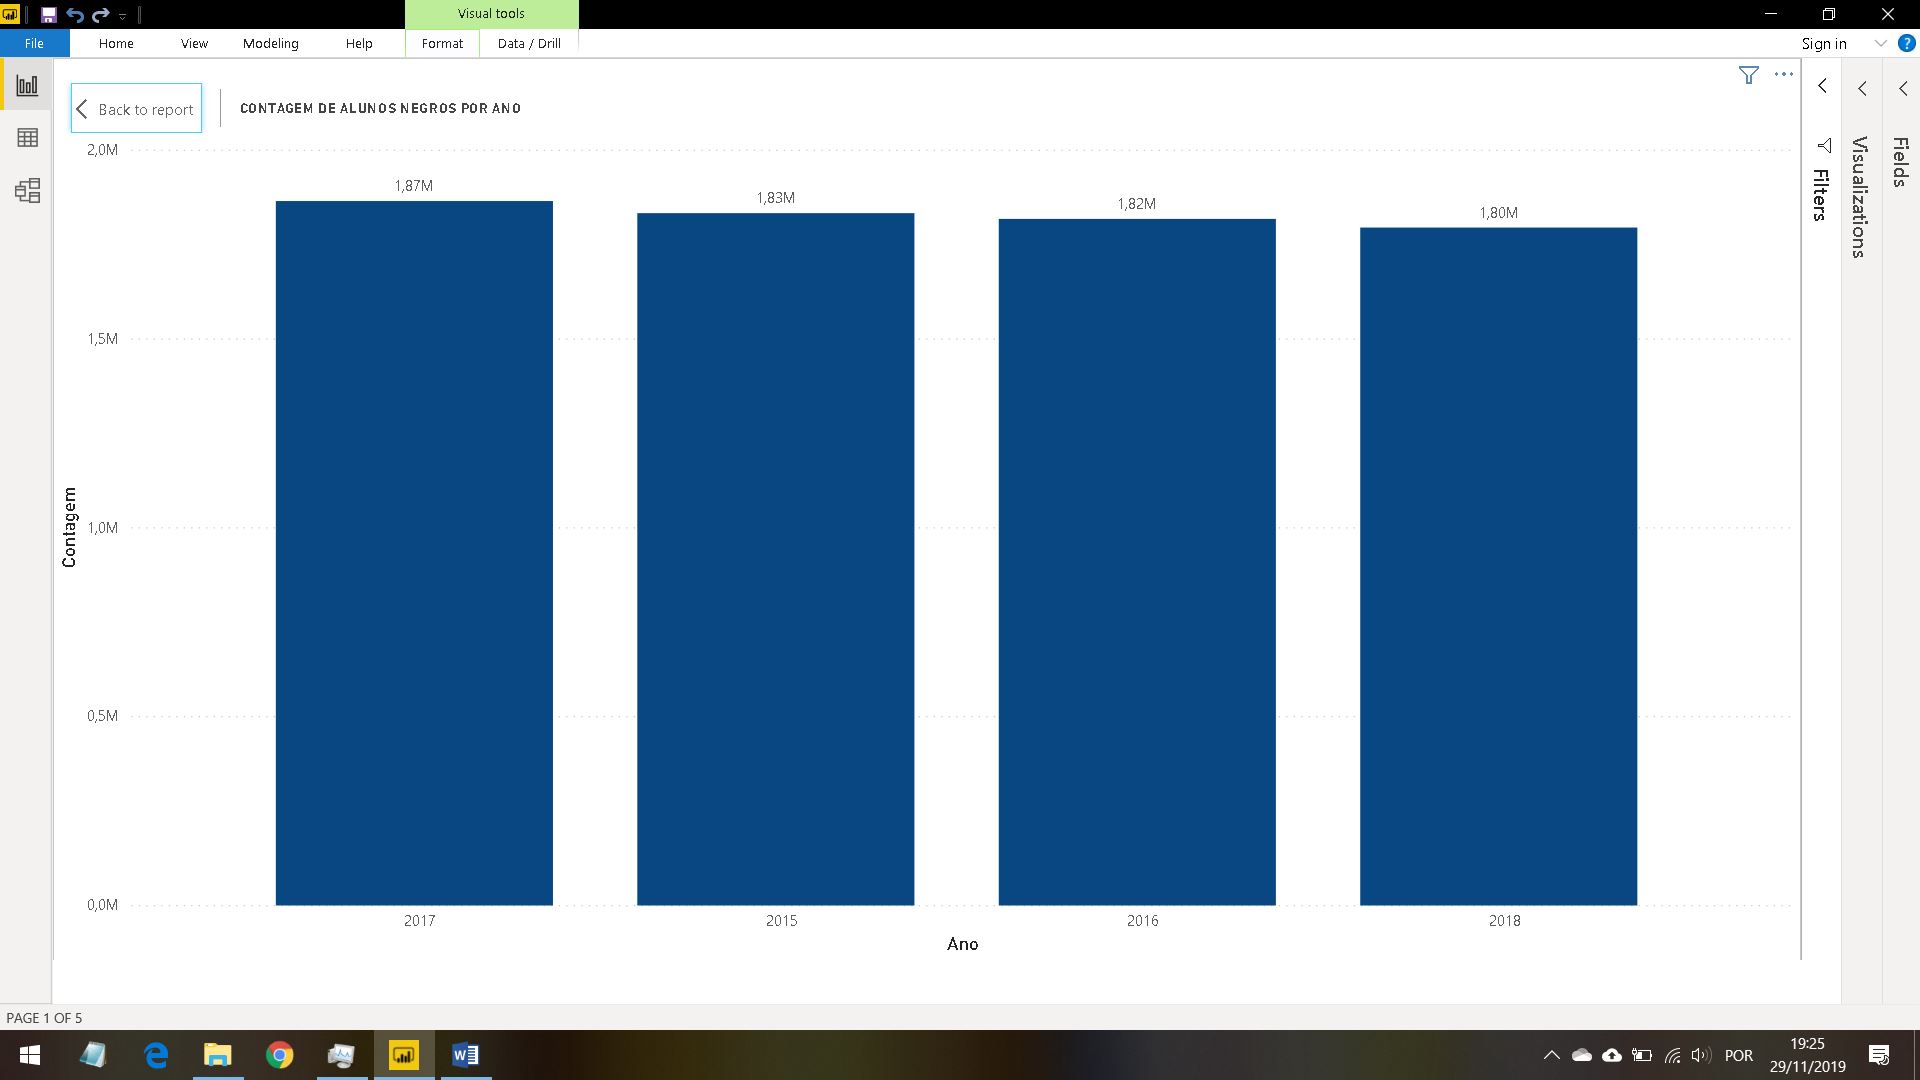 Visual tools
File Home View Modeling Help Format Data / Drill Sign in ?
Back to report CONTAGEM DE ALUNOS NEGROS POR ANO
2,0M
1,5M
1,0M
0,5M
0,0M
Contagem
1,87M 1,83M 1,82M 1,80M
2017 2015 2016 2018
Ano
Filters
Visualizations
Fields
PAGE 1 OF 5
POR
19:25
29/11/2019